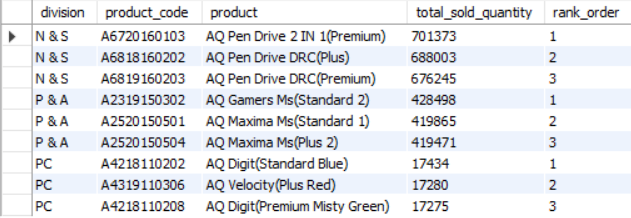 division product_code product total_sold_quantity rank_order
N & S A6720160103 AQ Pen Drive 2 IN 1(Premium) 701373 1
N & S A6818160202 AQ Pen Drive DRC(Plus) 688003 2
N & S A6819160203 AQ Pen Drive DRC(Premium) 676245 3
P & A A2319150302 AQ Gamers Ms(Standard 2) 428498 1
P & A A2520150501 AQ Maxima Ms(Standard 1) 419865 2
P & A A2520150504 AQ Maxima Ms(Plus 2) 419471 3
PC A4218110202 AQ Digit(Standard Blue) 17434 1
PC A4319110306 AQ Velocity(Plus Red) 17280 2
PC A4218110208 AQ Digit(Premium Misty Green) 17275 3